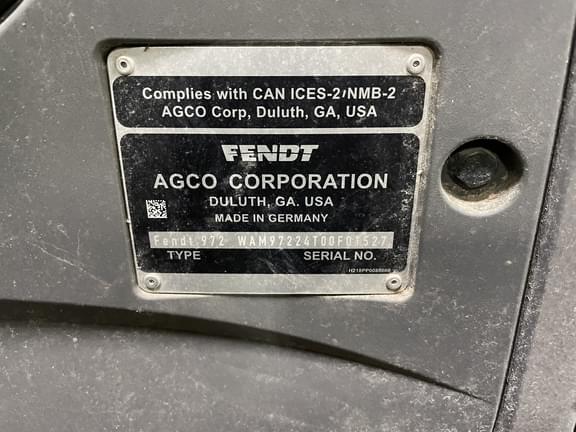 Complies with CAN ICES-2/NMB-2
AGCO Corp, Duluth, GA, USA
FENDT
AGCO CORPORATION
DULUTH, GA. USA
MADE IN GERMANY
Fendt 972 WAM97224T00F0T527
TYPE SERIAL NO.